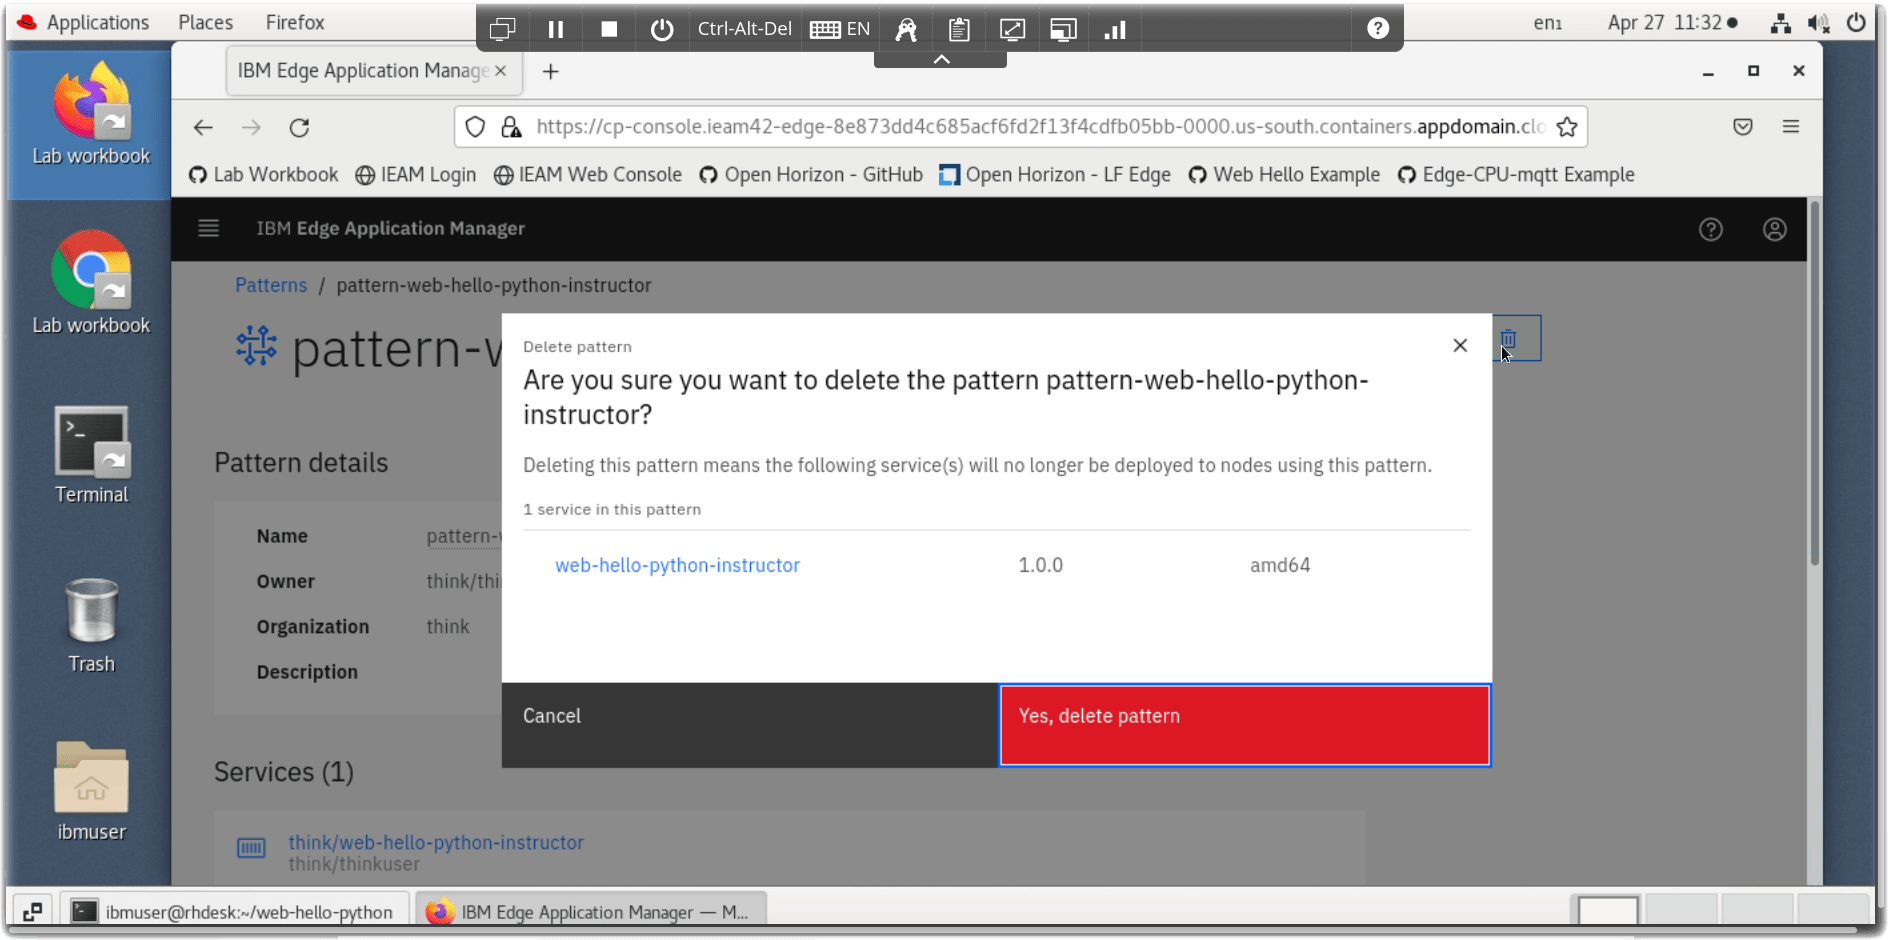 Applications Places Firefox
Ctrl-Alt-Del EN
en₁ Apr 27 11:32
IBM Edge Application Manage
https://cp-console.ieam42-edge-8e873dd4c685acf6fd2f13f4cdfb05bb-0000.us-south.containers.appdomain.clo
Lab Workbook IEAM Login IEAM Web Console Open Horizon - GitHub Open Horizon - LF Edge Web Hello Example Edge-CPU-mqtt Example
IBM Edge Application Manager
Patterns / pattern-web-hello-python-instructor
pattern-w
Delete pattern
Are you sure you want to delete the pattern pattern-web-hello-python-
instructor?
Deleting this pattern means the following service(s) will no longer be deployed to nodes using this pattern.
1 service in this pattern
web-hello-python-instructor 1.0.0 amd64
Cancel
Yes, delete pattern
Pattern details
Name pattern-
Owner think/thi
Organization think
Description
Services (1)
think/web-hello-python-instructor
think/thinkuser
Lab workbook
Lab workbook
Terminal
Trash
ibmuser
ibmuser@rhdesk:~/web-hello-python
IBM Edge Application Manager — M...